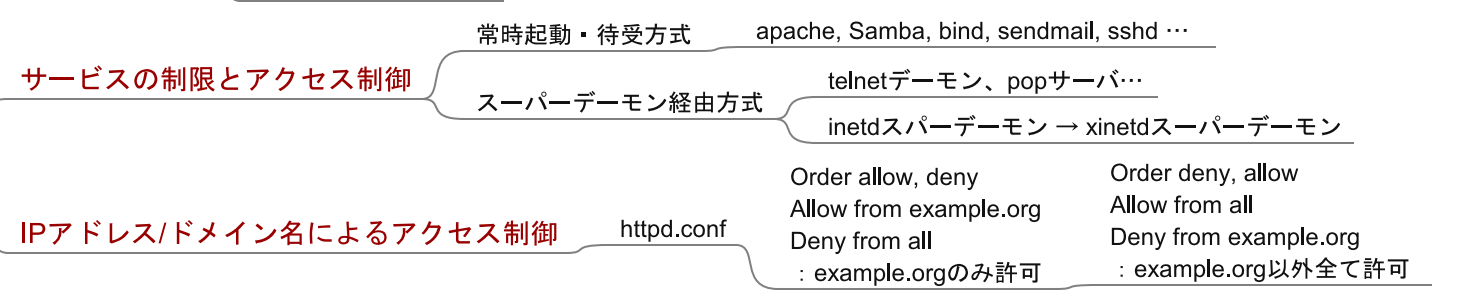 サービスの制限とアクセス制御
常時起動・待受方式
apache, Samba, bind, sendmail, sshd …
スーパーデーモン経由方式
telnetデーモン、popサーバ…
inetdスパーデーモン → xinetdスーパーデーモン
IPアドレス/ドメイン名によるアクセス制御
httpd.conf
Order allow, deny
Allow from example.org
Deny from all
：example.orgのみ許可
Order deny, allow
Allow from all
Deny from example.org
：example.org以外全て許可